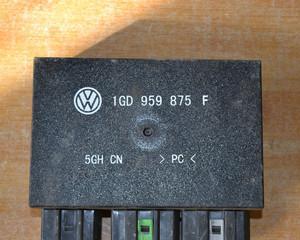 1GD 959 875 F
5GH CN > PC <